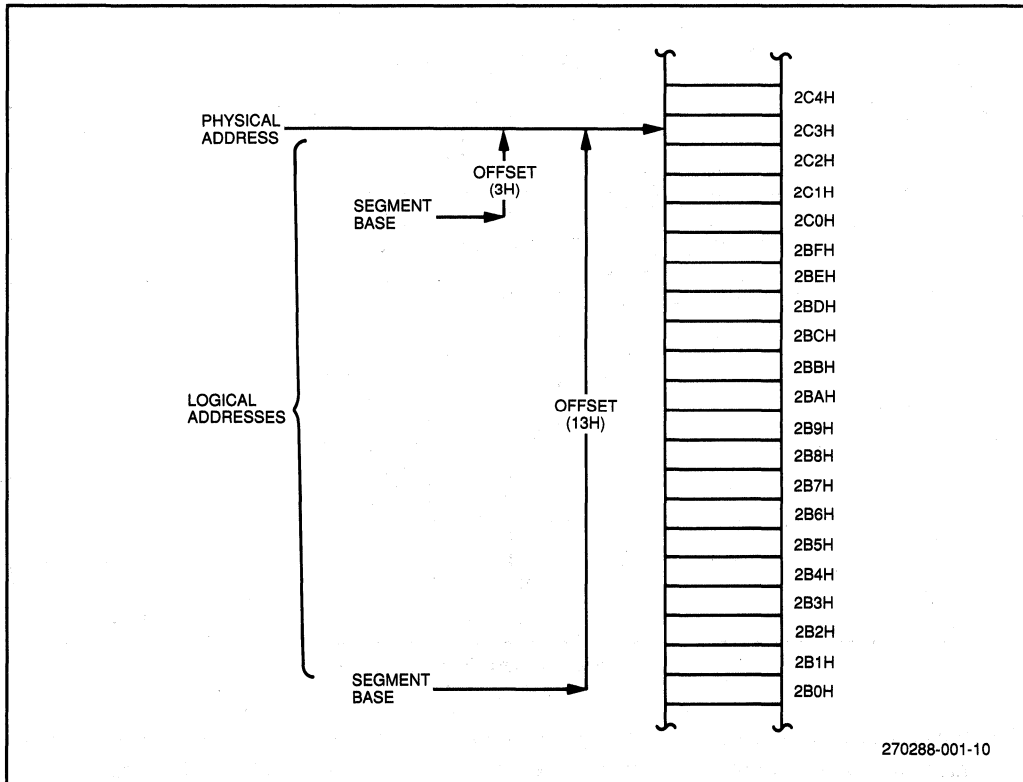 2C4H
PHYSICAL
ADDRESS
2C3H
2C2H
OFFSET
(3H)
2C1H
SEGMENT
BASE
2C0H
2BFH
2BEH
2BDH
2BCH
2BBH
LOGICAL
ADDRESSES
2BAH
OFFSET
(13H)
2B9H
2B8H
2B7H
2B6H
2B5H
2B4H
2B3H
2B2H
2B1H
SEGMENT
BASE
2B0H
270288-001-10